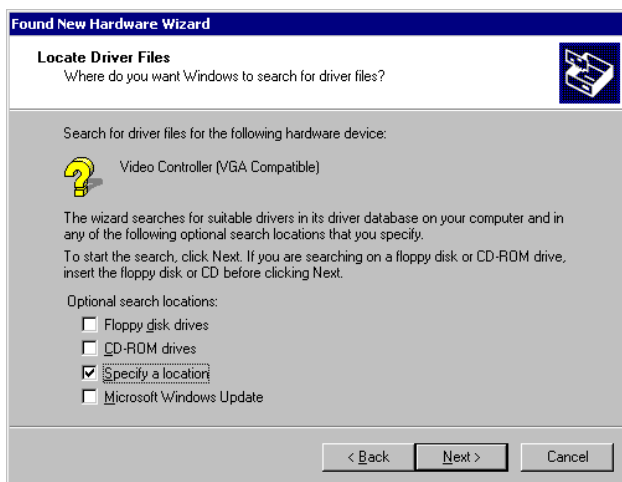 Found New Hardware Wizard
Locate Driver Files
Where do you want Windows to search for driver files?
Search for driver files for the following hardware device:
Video Controller (VGA Compatible)
The wizard searches for suitable drivers in its driver database on your computer and in
any of the following optional search locations that you specify.
To start the search, click Next. If you are searching on a floppy disk or CD-ROM drive,
insert the floppy disk or CD before clicking Next.
Optional search locations:
Floppy disk drives
CD-ROM drives
Specify a location
Microsoft Windows Update
< Back
Next >
Cancel